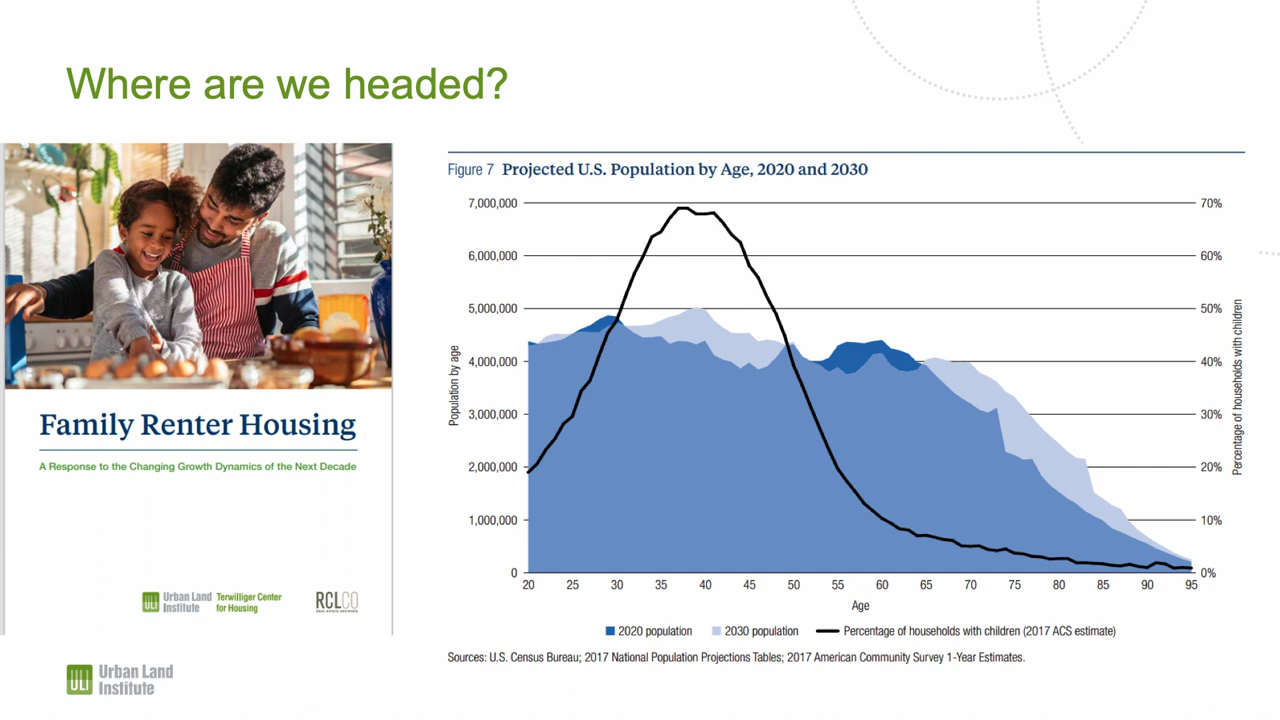 Where are we headed?
Family Renter Housing
A Response to the Changing Growth Dynamics of the Next Decade
ULI Urban Land Institute Terwilliger Center for Housing
RCLCO
REAL ESTATE ADVISORS
ULI Urban Land Institute
Figure 7 Projected U.S. Population by Age, 2020 and 2030
Population by age
7,000,000
6,000,000
5,000,000
4,000,000
3,000,000
2,000,000
1,000,000
0
70%
60%
50%
40%
30%
20%
10%
0%
Percentage of households with children
20 25 30 35 40 45 50 55 60 65 70 75 80 85 90 95
Age
2020 population 2030 population Percentage of households with children (2017 ACS estimate)
Sources: U.S. Census Bureau; 2017 National Population Projections Tables; 2017 American Community Survey 1-Year Estimates.